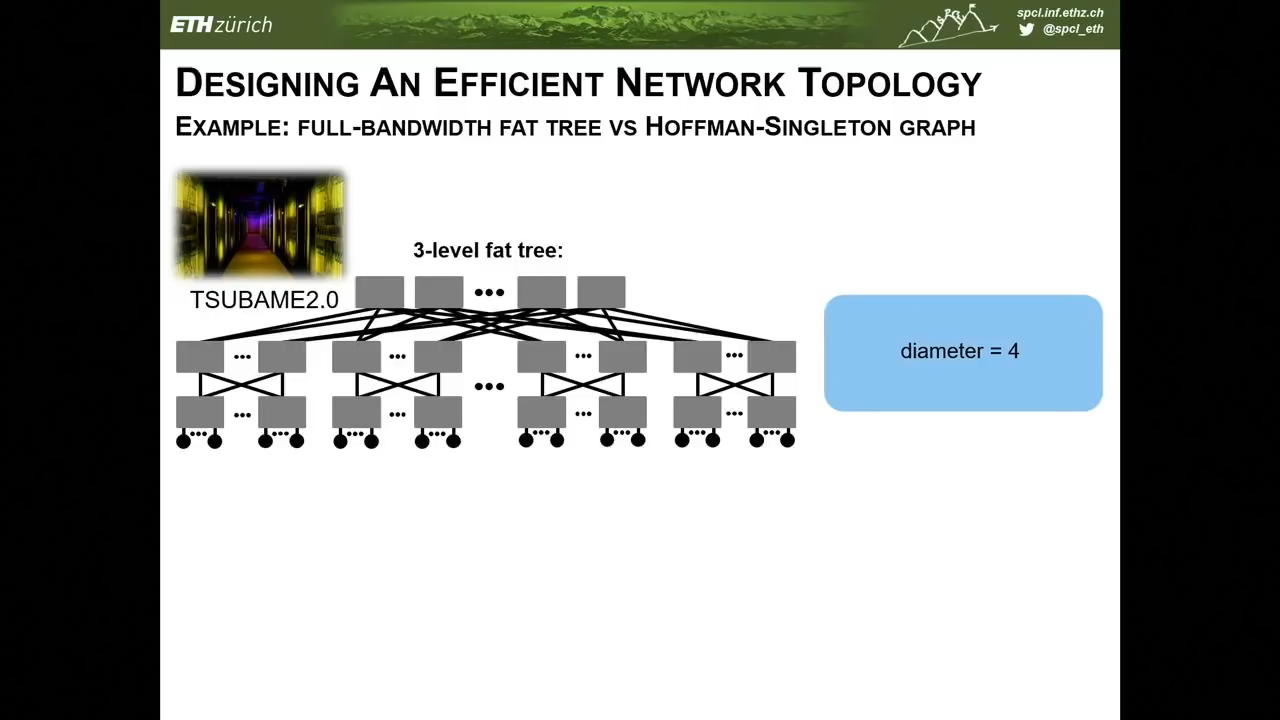 ETH zürich
spcl.inf.ethz.ch
@spcl_eth
DESIGNING AN EFFICIENT NETWORK TOPOLOGY
EXAMPLE: FULL-BANDWIDTH FAT TREE VS HOFFMAN-SINGLETON GRAPH
3-level fat tree:
TSUBAME2.0
diameter = 4